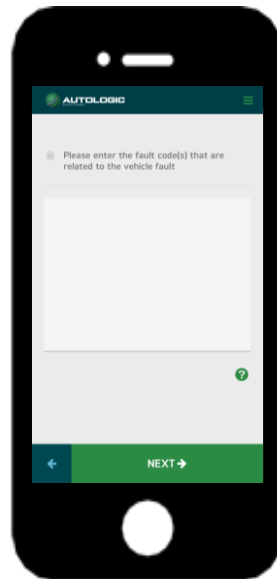 AUTOLOGIC
Please enter the fault code(s) that are
related to the vehicle fault
?
NEXT